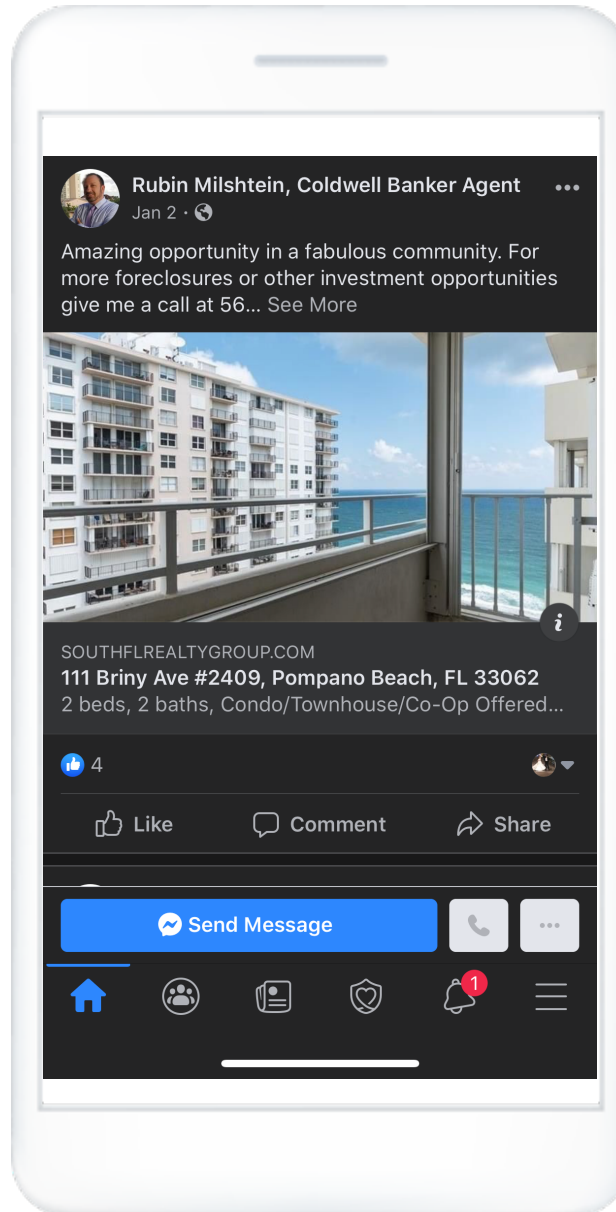 Rubin Milshtein, Coldwell Banker Agent
Jan 2 ·
Amazing opportunity in a fabulous community. For
more foreclosures or other investment opportunities
give me a call at 56... See More
SOUTHFLREALTYGROUP.COM
111 Briny Ave #2409, Pompano Beach, FL 33062
2 beds, 2 baths, Condo/Townhouse/Co-Op Offered...
4
Like Comment Share
Send Message
1